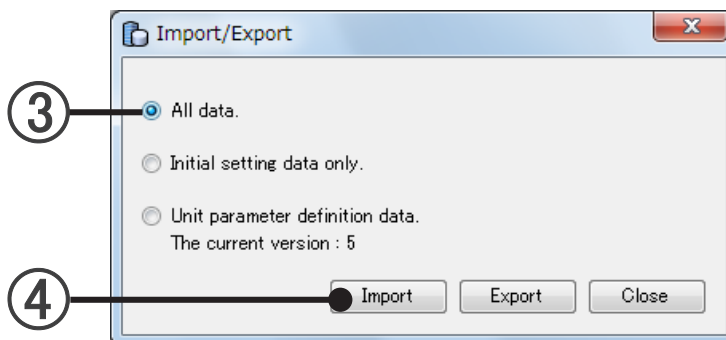 Import/Export
③
All data.
Initial setting data only.
Unit parameter definition data.
The current version : 5
④
Import
Export
Close